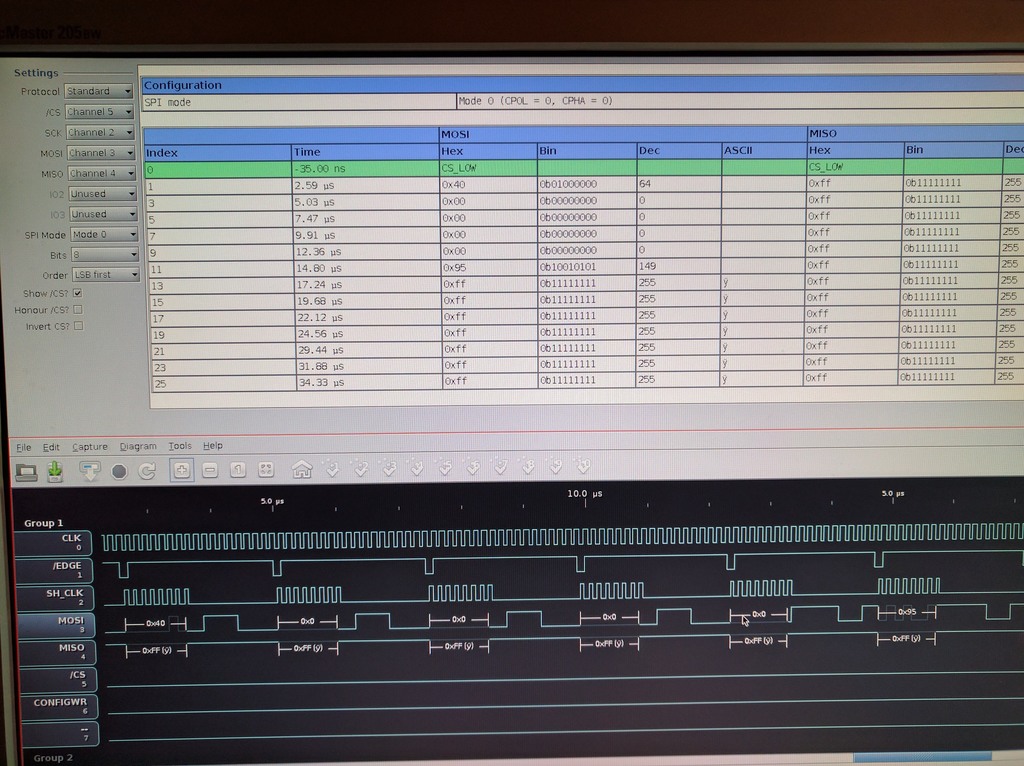 cMaster 205ew
Settings
Protocol Standard
/CS Channel 5
SCK Channel 2
MOSI Channel 3
MISO Channel 4
IO2 Unused
IO3 Unused
SPI Mode Mode 0
Bits 8
Order LSB first
Show /CS?
Honour /CS?
Invert CS?
Configuration
SPI mode Mode 0 (CPOL = 0, CPHA = 0)
MOSI MISO
Index Time Hex Bin Dec ASCII Hex Bin Dec
0 -35.00 ns CS_LOW CS_LOW
1 2.59 µs 0x40 0b01000000 64 0xff 0b11111111 255
3 5.03 µs 0x00 0b00000000 0 0xff 0b11111111 255
5 7.47 µs 0x00 0b00000000 0 0xff 0b11111111 255
7 9.91 µs 0x00 0b00000000 0 0xff 0b11111111 255
9 12.36 µs 0x00 0b00000000 0 0xff 0b11111111 255
11 14.80 µs 0x95 0b10010101 149 0xff 0b11111111 255
13 17.24 µs 0xff 0b11111111 255 ÿ 0xff 0b11111111 255
15 19.68 µs 0xff 0b11111111 255 ÿ 0xff 0b11111111 255
17 22.12 µs 0xff 0b11111111 255 ÿ 0xff 0b11111111 255
19 24.56 µs 0xff 0b11111111 255 ÿ 0xff 0b11111111 255
21 29.44 µs 0xff 0b11111111 255 ÿ 0xff 0b11111111 255
23 31.88 µs 0xff 0b11111111 255 ÿ 0xff 0b11111111 255
25 34.33 µs 0xff 0b11111111 255 ÿ 0xff 0b11111111 255
File Edit Capture Diagram Tools Help
5.0 µs 10.0 µs 5.0 µs
Group 1
CLK 0
/EDGE 1
SH_CLK 2
MOSI 3 0x40 0x0 0x0 0x0 0x0 0x95
MISO 4 0xFF (ÿ) 0xFF (ÿ) 0xFF (ÿ) 0xFF (ÿ) 0xFF (ÿ) 0xFF (ÿ)
/CS 5
CONFIGWR 6
-- 7
Group 2